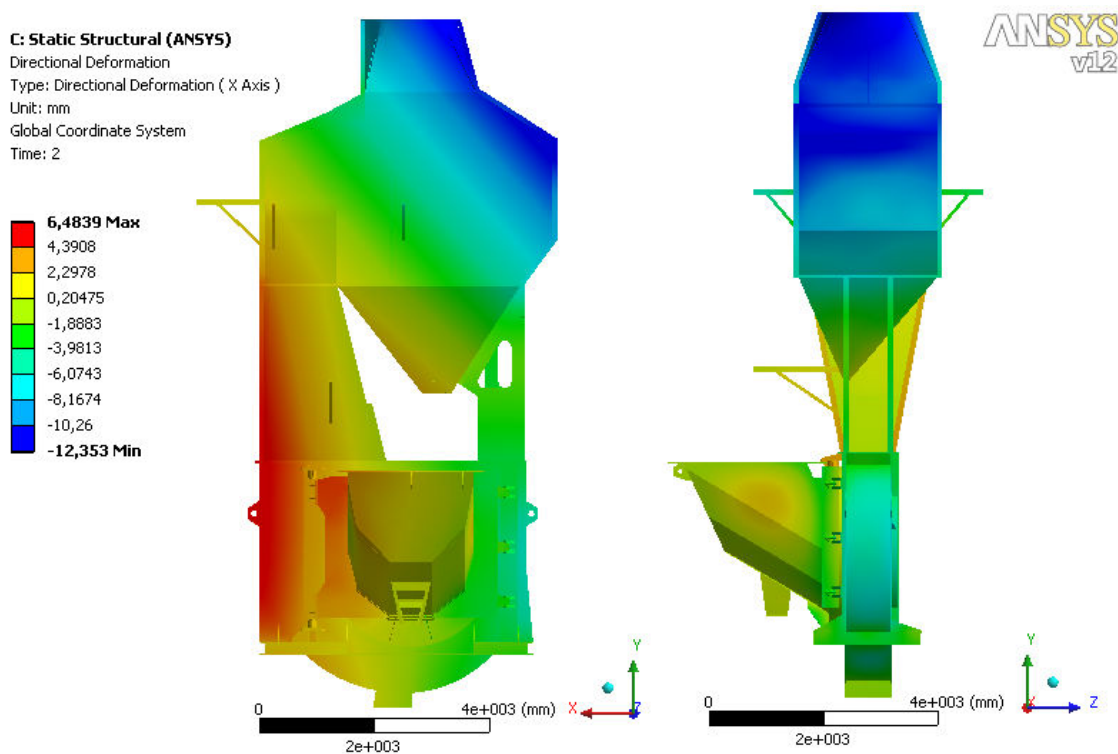 C: Static Structural (ANSYS)
Directional Deformation
Type: Directional Deformation ( X Axis )
Unit: mm
Global Coordinate System
Time: 2
6,4839 Max
4,3908
2,2978
0,20475
-1,8883
-3,9813
-6,0743
-8,1674
-10,26
-12,353 Min
ANSYS
v12
0
4e+003 (mm)
2e+003
Y
X
Z
0
4e+003 (mm)
2e+003
Y
X
Z